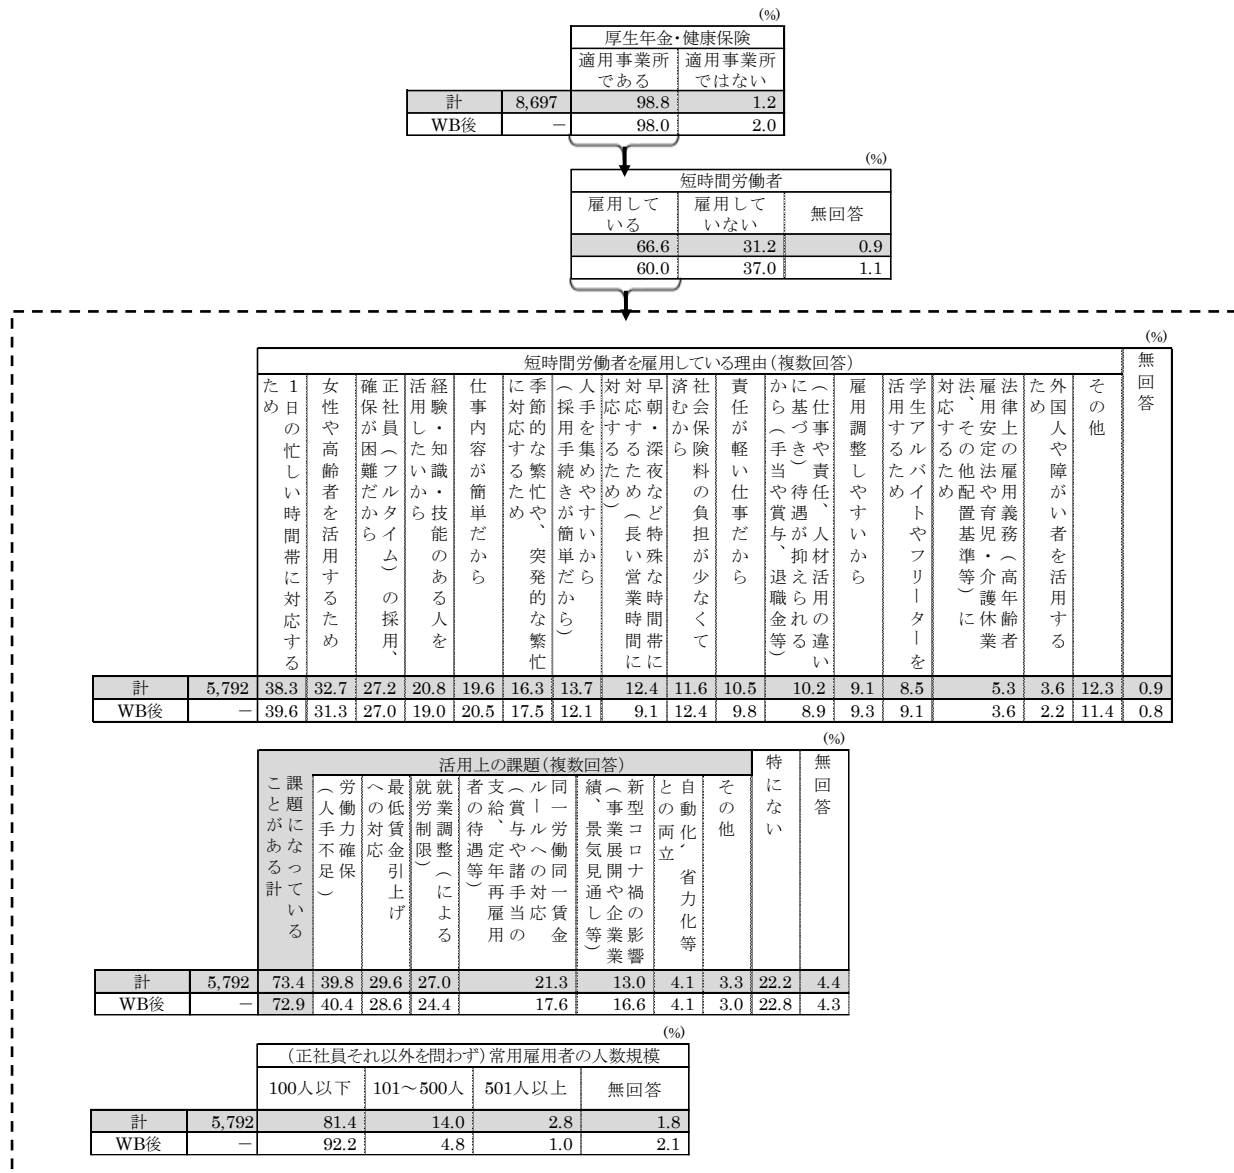 (%)
厚生年金・健康保険
適用事業所
である
適用事業所
ではない
計 8,697 98.8 1.2
WB後 － 98.0 2.0
(%)
短時間労働者
雇用して
いる
雇用して
いない
無回答
66.6 31.2 0.9
60.0 37.0 1.1
(%)
短時間労働者を雇用している理由(複数回答)
１日の忙しい時間帯に対応する
ため
女性や高齢者を活用するため
正社員（フルタイム）の採用、
確保が困難だから
経験・知識・技能のある人を
活用したいから
仕事内容が簡単だから
季節的な繁忙や、突発的な繁忙
に対応するため
人手を集めやすいから
（採用手続きが簡単だから）
早朝・深夜など特殊な時間帯に
対応するため（長い営業時間に
対応するため）
社会保険料の負担が少なくて
済むから
責任が軽い仕事だから
（仕事や責任、人材活用の違い
に基づき）待遇が抑えられる
から（手当や賞与、退職金等）
雇用調整しやすいから
学生アルバイトやフリーターを
活用するため
法律上の雇用義務（高年齢者
雇用安定法や育児・介護休業
法、その他配置基準等）に
対応するため
外国人や障がい者を活用する
ため
その他
無回答
計 5,792 38.3 32.7 27.2 20.8 19.6 16.3 13.7 12.4 11.6 10.5 10.2 9.1 8.5 5.3 3.6 12.3 0.9
WB後 － 39.6 31.3 27.0 19.0 20.5 17.5 12.1 9.1 12.4 9.8 8.9 9.3 9.1 3.6 2.2 11.4 0.8
(%)
活用上の課題(複数回答)
課題になっている
ことがある計
労働力確保
（人手不足）
最低賃金引上げ
への対応
就業調整（による
就労制限）
同一労働同一賃金
ルールへの対応
（賞与や諸手当の
支給、定年再雇用
者の待遇等）
新型コロナ禍の影響
（事業展開や企業業
績、景気見通し等）
自動化、省力化等
との両立
その他
特にない
無回答
計 5,792 73.4 39.8 29.6 27.0 21.3 13.0 4.1 3.3 22.2 4.4
WB後 － 72.9 40.4 28.6 24.4 17.6 16.6 4.1 3.0 22.8 4.3
(%)
(正社員それ以外を問わず)常用雇用者の人数規模
100人以下 101～500人 501人以上 無回答
計 5,792 81.4 14.0 2.8 1.8
WB後 － 92.2 4.8 1.0 2.1